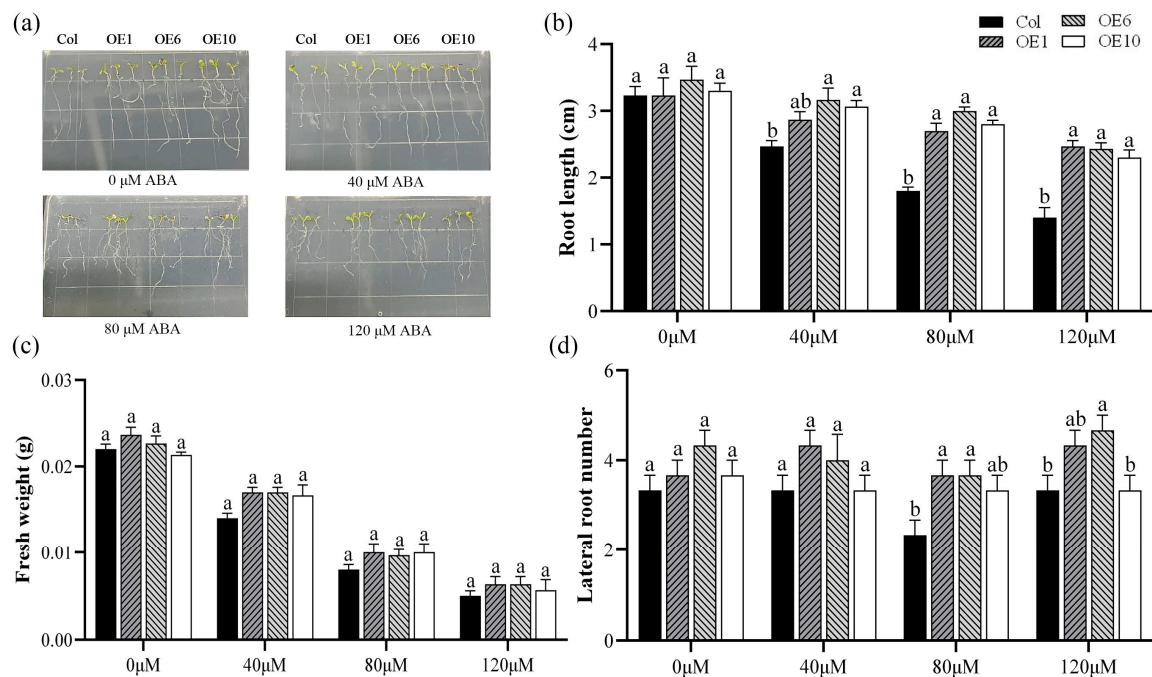 (a)
Col OE1 OE6 OE10
Col OE1 OE6 OE10
0 μM ABA
40 μM ABA
80 μM ABA
120 μM ABA
(b)
Col
OE1
OE6
OE10
Root length (cm)
4
3
2
1
0
a a a a
b ab a a
b a a a
b a a a
0μM 40μM 80μM 120μM
(c)
Fresh weight (g)
0.03
0.02
0.01
0.00
a a a a
a a a a
a a a a
a a a a
0μM 40μM 80μM 120μM
(d)
Lateral root number
6
4
2
0
a a a a
a a a a
b a a ab
b ab a b
0μM 40μM 80μM 120μM